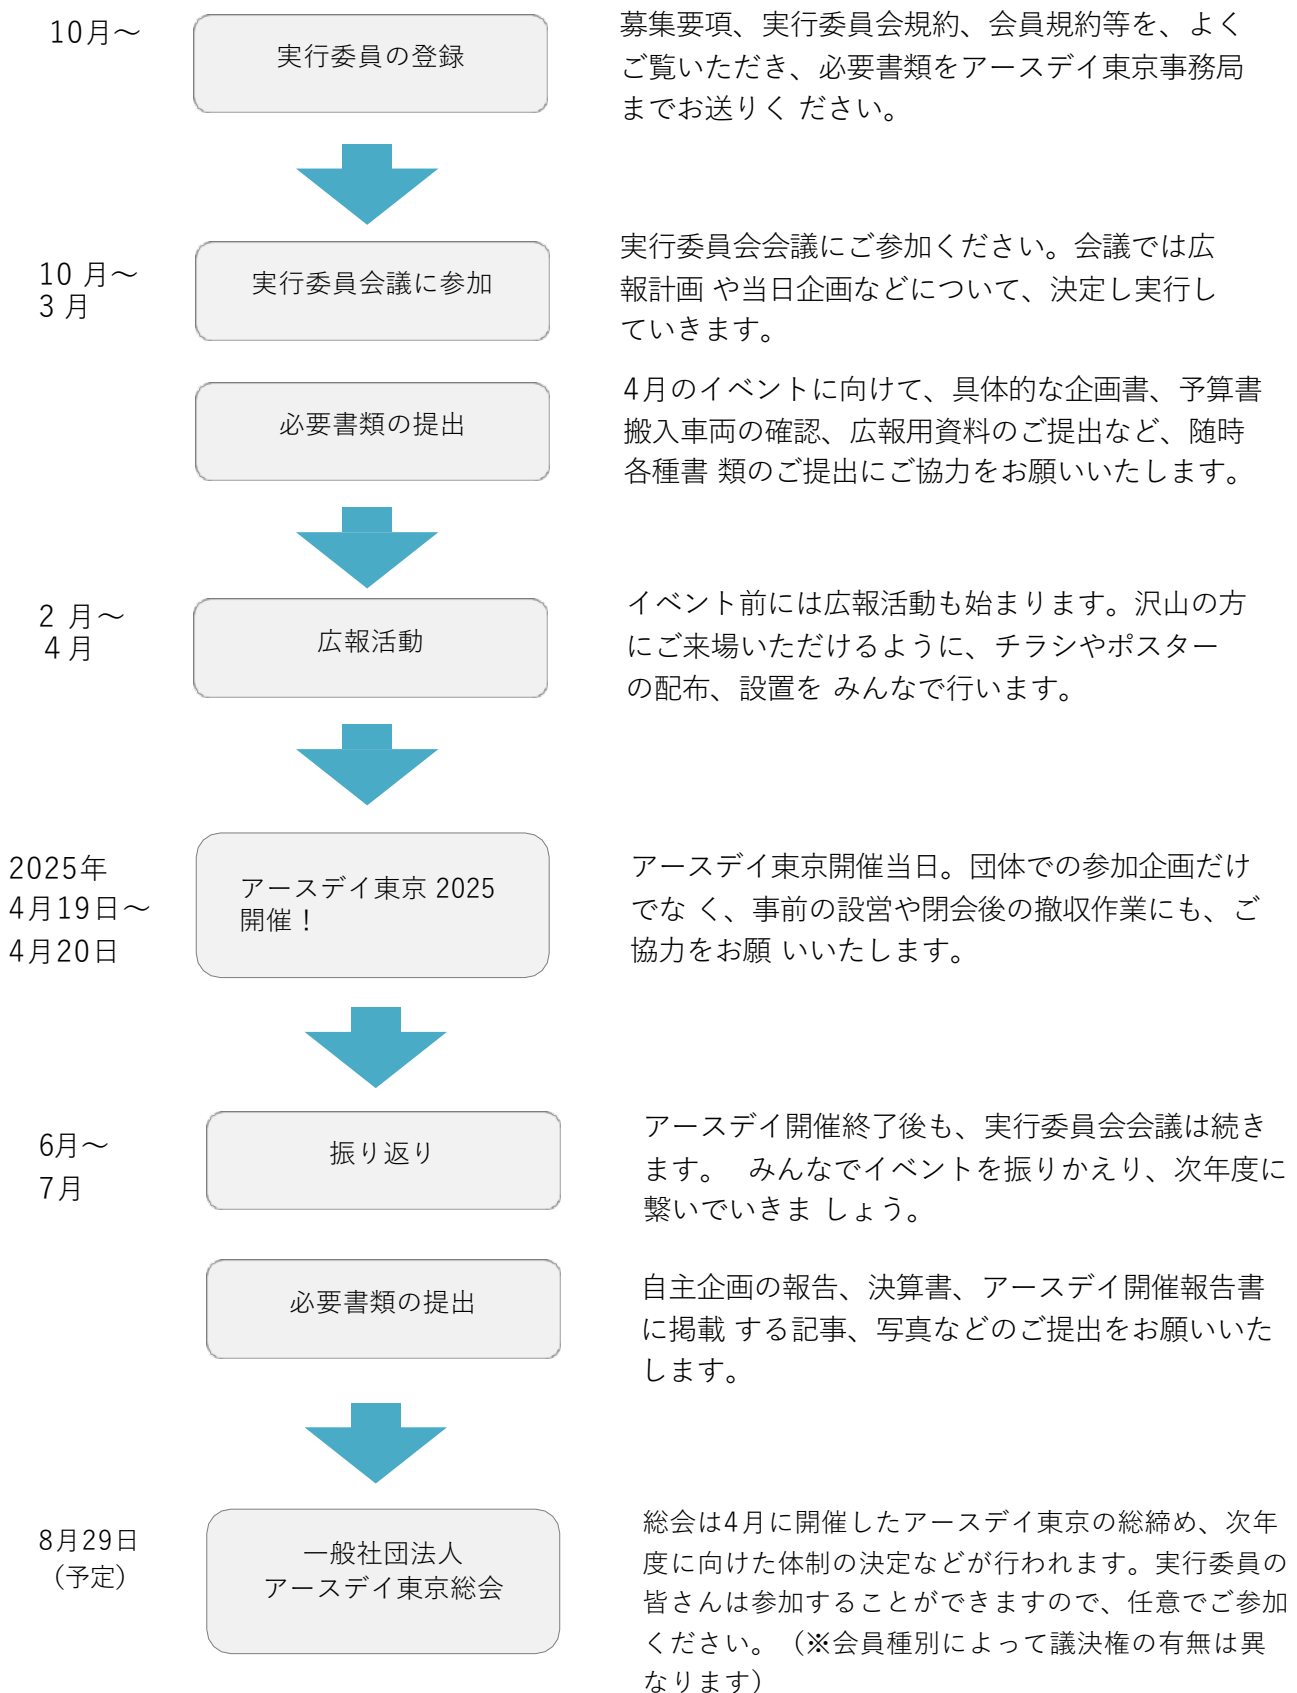 10月～
実行委員の登録
募集要項、実行委員会規約、会員規約等を、よく
ご覧いただき、必要書類をアースデイ東京事務局
までお送りく ださい。
10 月～
3 月
実行委員会議に参加
実行委員会会議にご参加ください。会議では広
報計画 や当日企画などについて、決定し実行し
ていきます。
必要書類の提出
4月のイベントに向けて、具体的な企画書、予算書
搬入車両の確認、広報用資料のご提出など、随時
各種書 類のご提出にご協力をお願いいたします。
2 月～
4 月
広報活動
イベント前には広報活動も始まります。沢山の方
にご来場いただけるように、チラシやポスター
の配布、設置を みんなで行います。
2025年
4月19日～
4月20日
アースデイ東京 2025
開催！
アースデイ東京開催当日。団体での参加企画だけ
でな く、事前の設営や閉会後の撤収作業にも、ご
協力をお願 いいたします。
6月～
7月
振り返り
アースデイ開催終了後も、実行委員会会議は続き
ます。 みんなでイベントを振りかえり、次年度に
繋いでいきま しょう。
必要書類の提出
自主企画の報告、決算書、アースデイ開催報告書
に掲載 する記事、写真などのご提出をお願いいた
します。
8月29日
（予定）
一般社団法人
アースデイ東京総会
総会は4月に開催したアースデイ東京の総締め、次年
度に向けた体制の決定などが行われます。実行委員の
皆さんは参加することができますので、任意でご参加
ください。（※会員種別によって議決権の有無は異
なります）